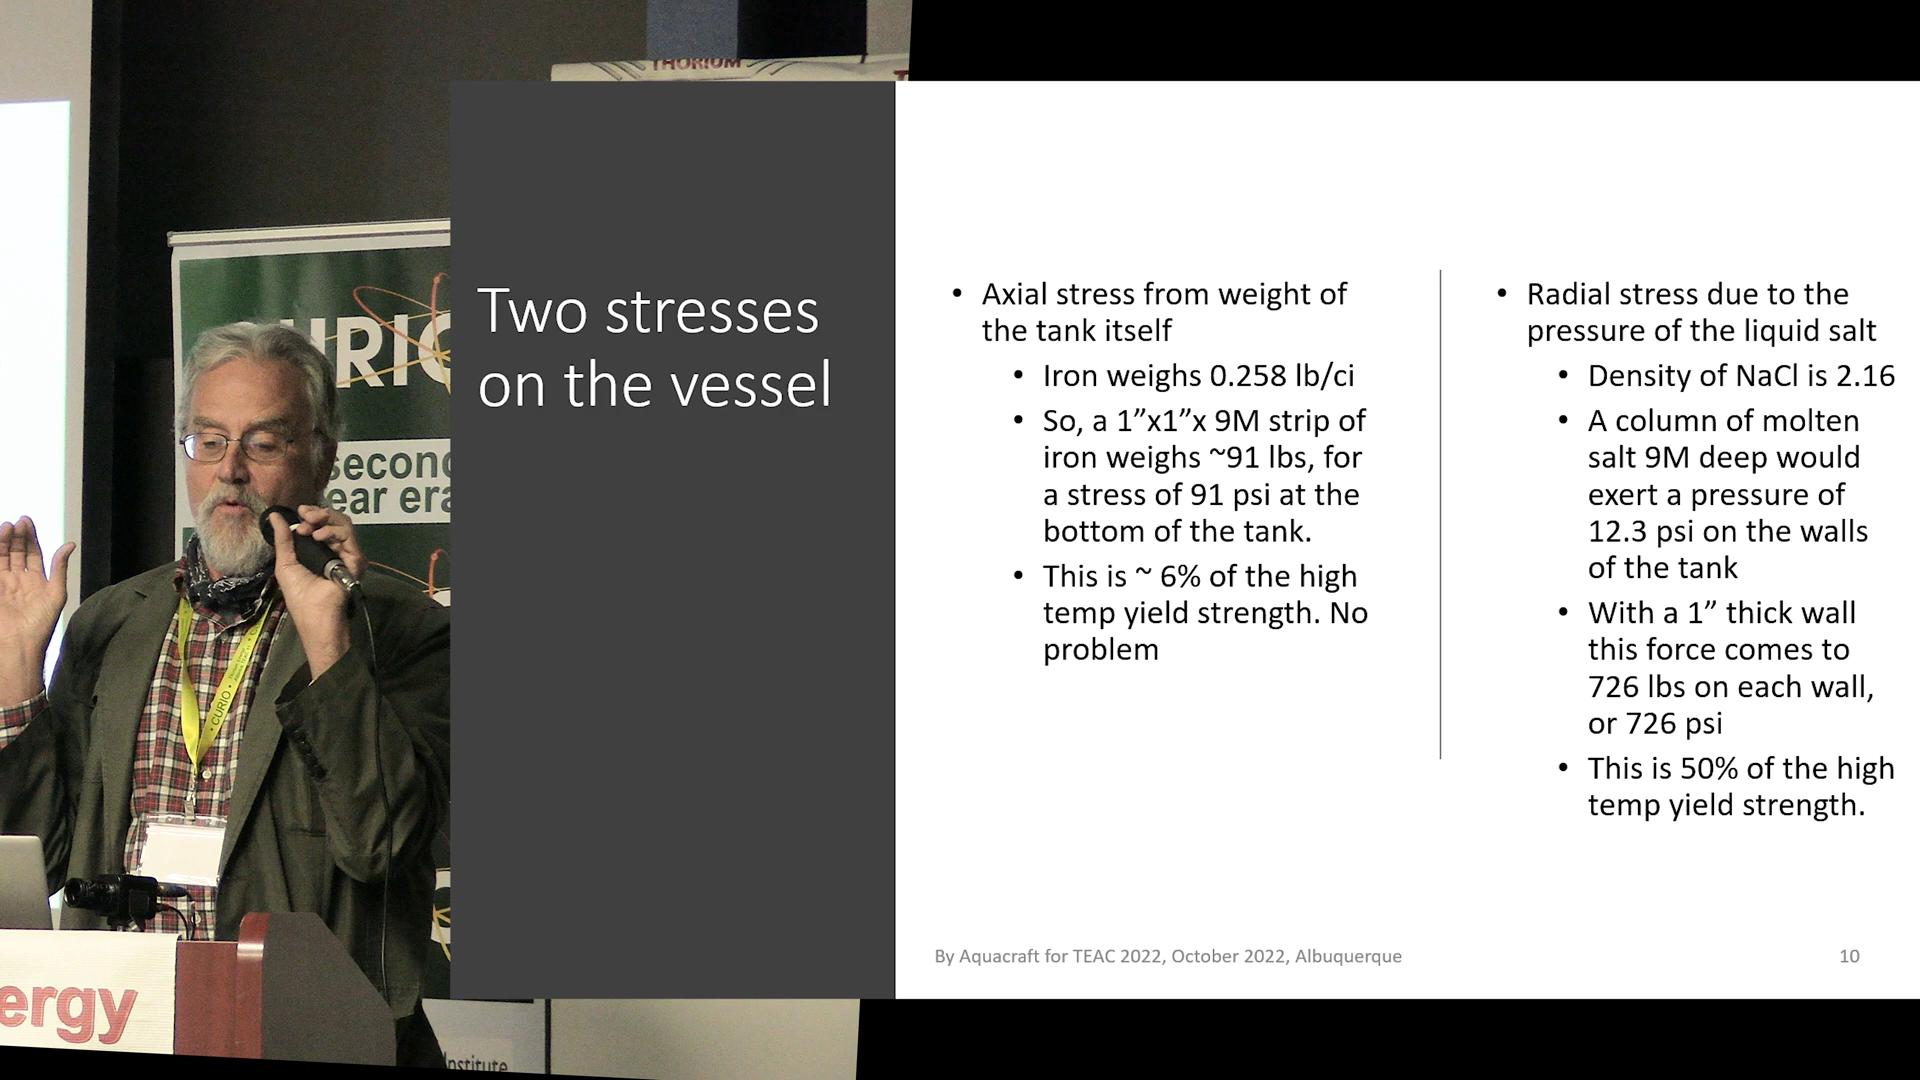 THORIUM
URIC
second
ear era
Two stresses
on the vessel
• Axial stress from weight of
the tank itself
• Iron weighs 0.258 lb/ci
• So, a 1”x1”x 9M strip of
iron weighs ~91 lbs, for
a stress of 91 psi at the
bottom of the tank.
• This is ~ 6% of the high
temp yield strength. No
problem
• Radial stress due to the
pressure of the liquid salt
• Density of NaCl is 2.16
• A column of molten
salt 9M deep would
exert a pressure of
12.3 psi on the walls
of the tank
• With a 1” thick wall
this force comes to
726 lbs on each wall,
or 726 psi
• This is 50% of the high
temp yield strength.
By Aquacraft for TEAC 2022, October 2022, Albuquerque
10
• CURIO •
ergy
nstitute